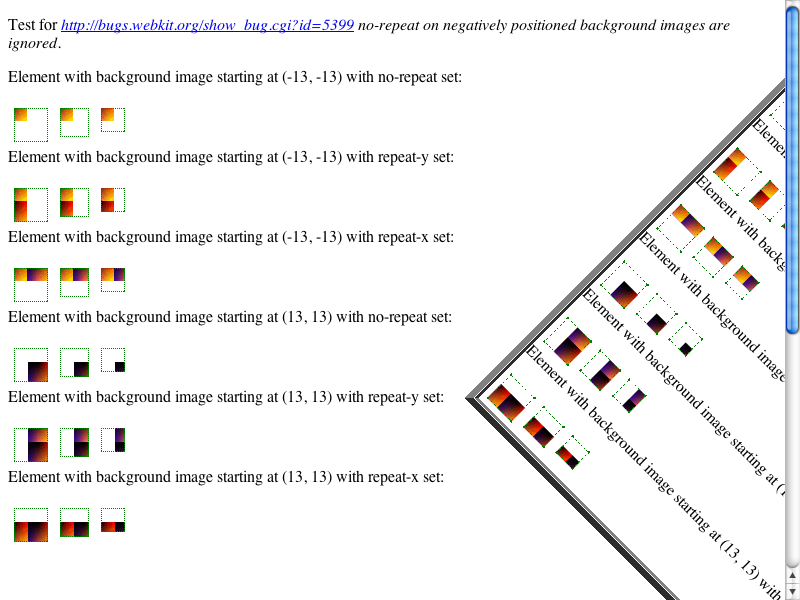 Test for http://bugs.webkit.org/show_bug.cgi?id=5399 no-repeat on negatively positioned background images are
ignored.
Element with background image starting at (-13, -13) with no-repeat set:
Element with background image starting at (-13, -13) with repeat-y set:
Element with background image starting at (-13, -13) with repeat-x set:
Element with background image starting at (13, 13) with no-repeat set:
Element with background image starting at (13, 13) with repeat-y set:
Element with background image starting at (13, 13) with repeat-x set:
Element
Element with backg
Element with background image
Element with background image starting at (1
Element with background image starting at (13, 13) with